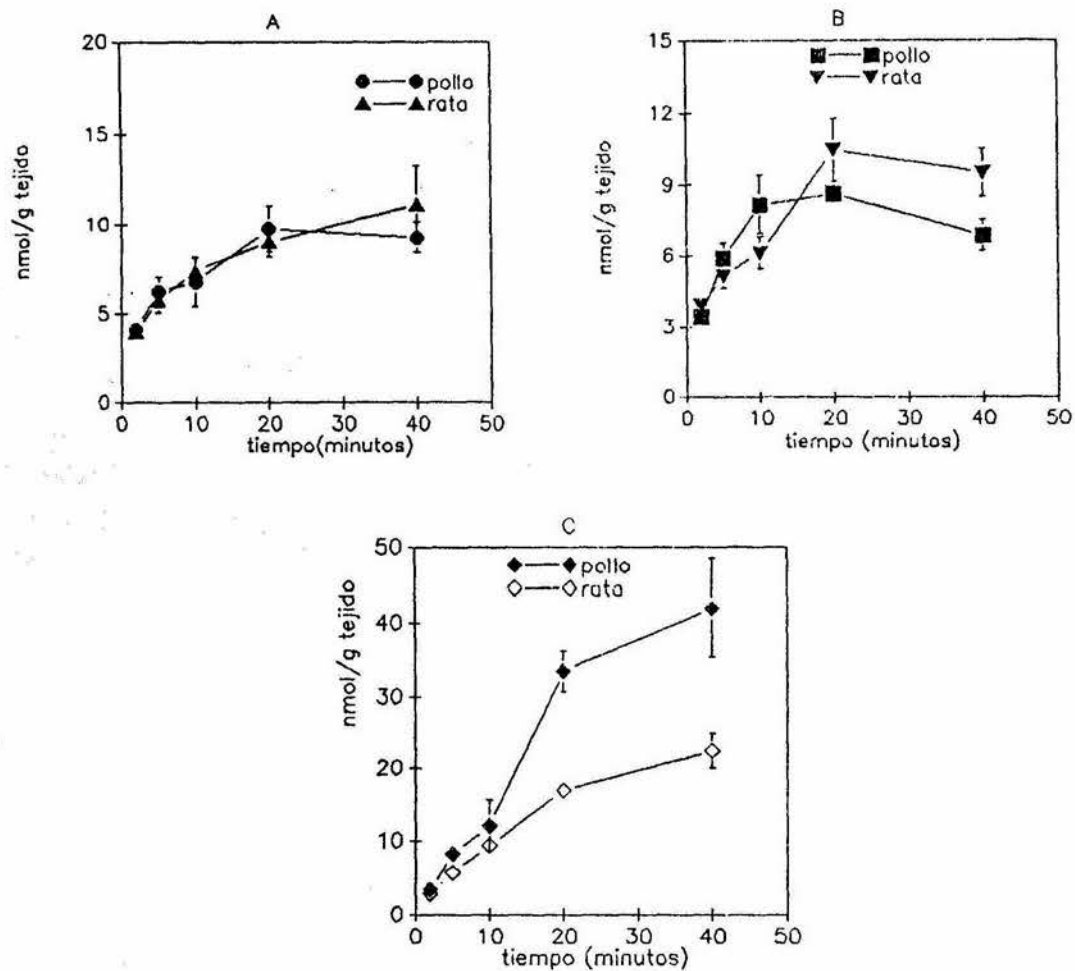 A
20
15
10
5
0
nmol/g tejido
pollo
rata
0 10 20 30 40 50
tiempo(minutos)
B
15
12
9
6
3
0
nmol/g tejido
pollo
rata
0 10 20 30 40 50
tiempo (minutos)
C
50
40
30
20
10
0
nmol/g tejido
pollo
rata
0 10 20 30 40 50
tiempo (minutos)